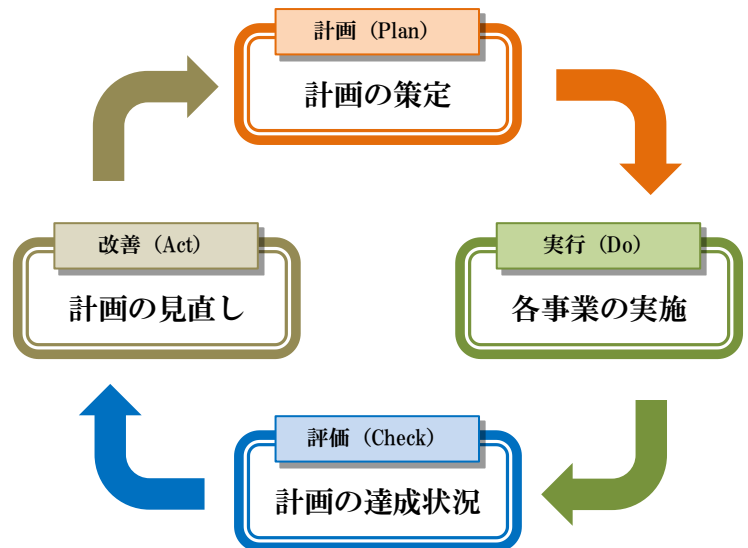 計画（Plan）
計画の策定
改善（Act）
計画の見直し
実行（Do）
各事業の実施
評価（Check）
計画の達成状況